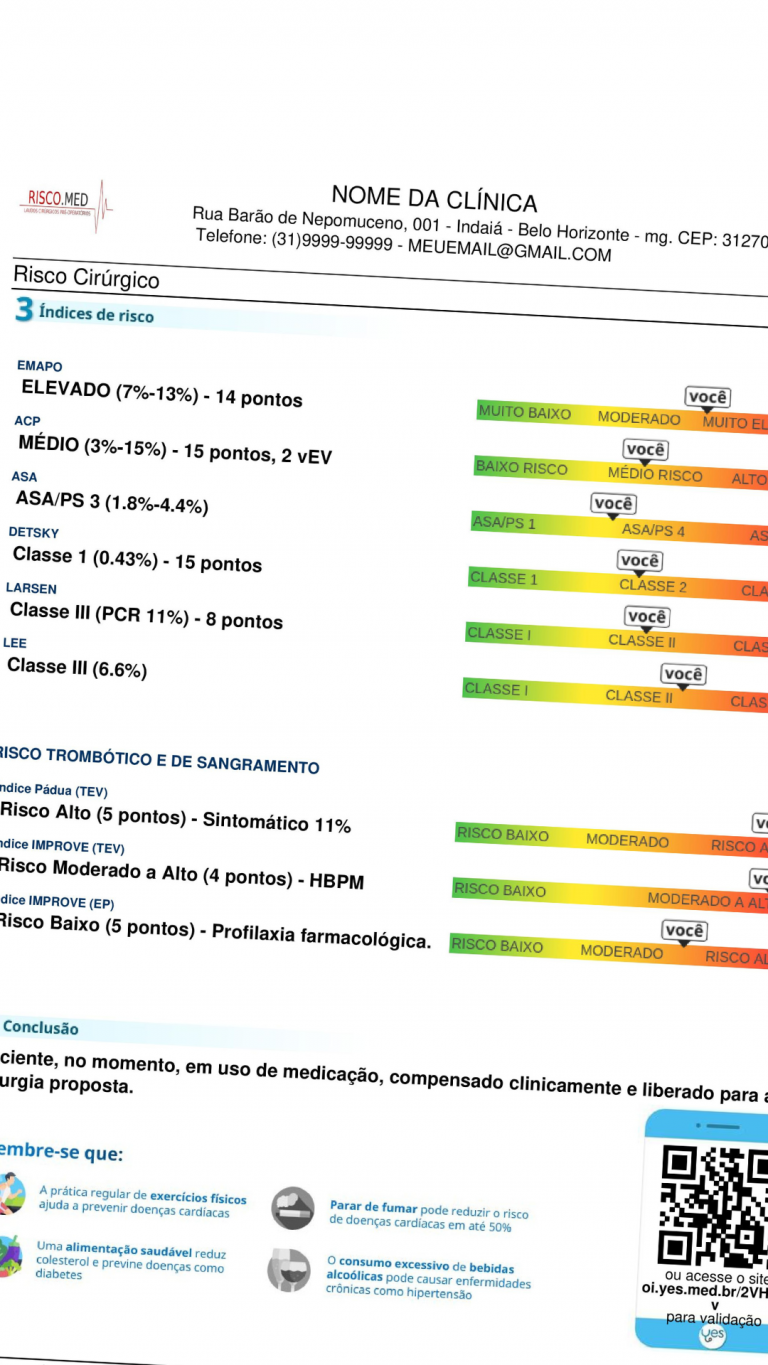 RISCO.MED
LAUDOS CIRÚRGICOS PRÉ-OPERATÓRIOS
NOME DA CLÍNICA
Rua Barão de Nepomuceno, 001 - Indaiá - Belo Horizonte - mg. CEP: 31270
Telefone: (31)9999-99999 - MEUEMAIL@GMAIL.COM
Risco Cirúrgico
3 Índices de risco
EMAPO
ELEVADO (7%-13%) - 14 pontos
você
MUITO BAIXO MODERADO MUITO EL
ACP
MÉDIO (3%-15%) - 15 pontos, 2 vEV
você
BAIXO RISCO MÉDIO RISCO ALTO
ASA
ASA/PS 3 (1.8%-4.4%)
você
ASA/PS 1 ASA/PS 4 AS
DETSKY
Classe 1 (0.43%) - 15 pontos
você
CLASSE 1 CLASSE 2 CLA
LARSEN
Classe III (PCR 11%) - 8 pontos
você
CLASSE I CLASSE II CLAS
LEE
Classe III (6.6%)
você
CLASSE I CLASSE II CLAS
RISCO TROMBÓTICO E DE SANGRAMENTO
ndice Pádua (TEV)
Risco Alto (5 pontos) - Sintomático 11%
vo
RISCO BAIXO MODERADO RISCO A
ndice IMPROVE (TEV)
Risco Moderado a Alto (4 pontos) - HBPM
vo
RISCO BAIXO MODERADO A ALT
dice IMPROVE (EP)
Risco Baixo (5 pontos) - Profilaxia farmacológica.
você
RISCO BAIXO MODERADO RISCO AL
Conclusão
ciente, no momento, em uso de medicação, compensado clinicamente e liberado para a
urgia proposta.
embre-se que:
A prática regular de exercícios físicos
ajuda a prevenir doenças cardíacas
Parar de fumar pode reduzir o risco
de doenças cardíacas em até 50%
Uma alimentação saudável reduz
colesterol e previne doenças como
diabetes
O consumo excessivo de bebidas
alcoólicas pode causar enfermidades
crônicas como hipertensão
ou acesse o site
oi.yes.med.br/2VH
v
para validação
yes